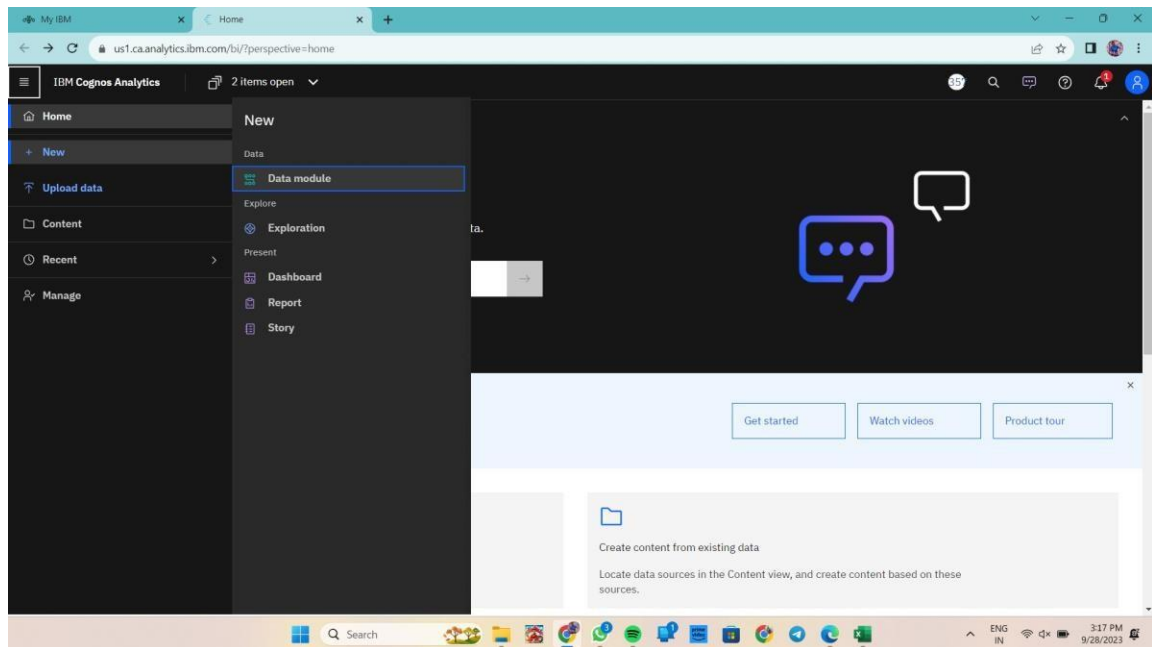 My IBM
Home
us1.ca.analytics.ibm.com/bi/?perspective=home
IBM Cognos Analytics
2 items open
35
1
Home
New
Upload data
Content
Recent
Manage
New
Data
Data module
Explore
Exploration
Present
Dashboard
Report
Story
ta.
Get started
Watch videos
Product tour
Create content from existing data
Locate data sources in the Content view, and create content based on these
sources.
Search
ENG
IN
3:17 PM
9/28/2023